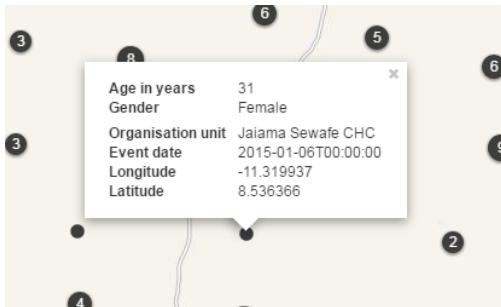 6
3
5
8
6
×
Age in years 31
Gender Female
Organisation unit Jaiama Sewafe CHC
Event date 2015-01-06T00:00:00
Longitude -11.319937
Latitude 8.536366
3
9
2
4